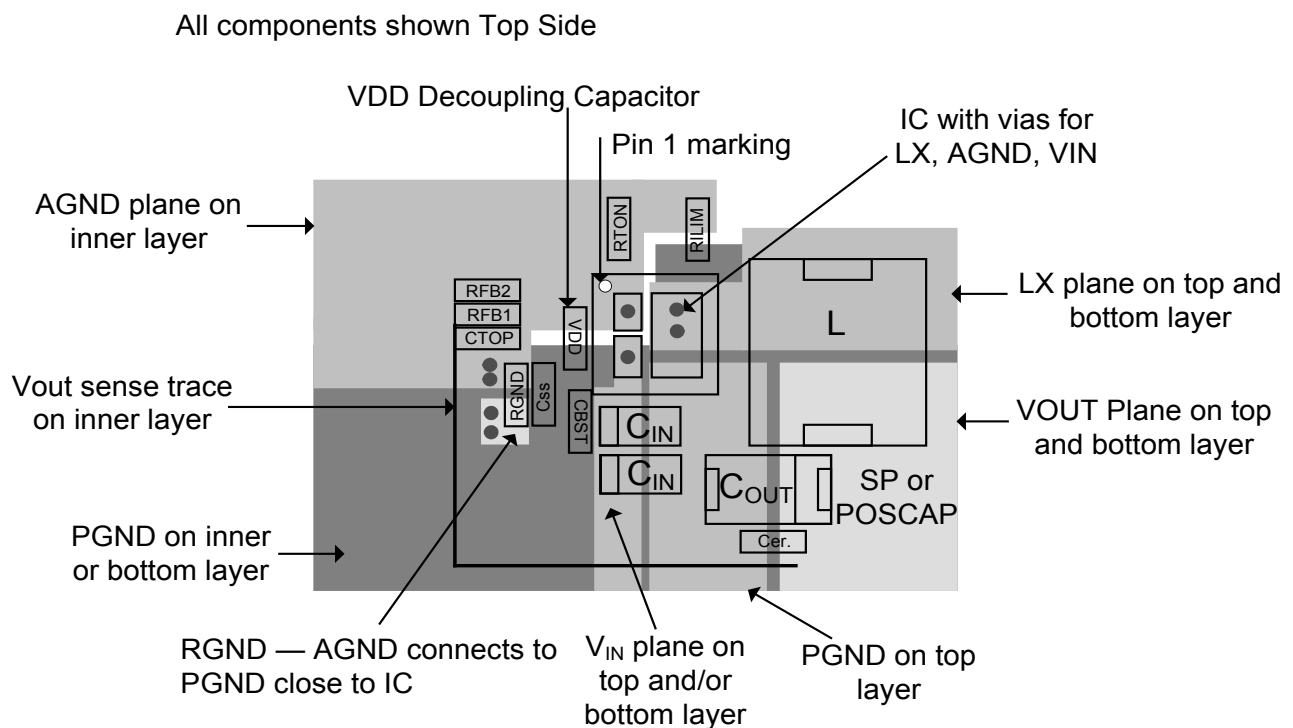 All components shown Top Side
VDD Decoupling Capacitor
Pin 1 marking
IC with vias for
LX, AGND, VIN
AGND plane on
inner layer
RTON
RILIM
RFB2
RFB1
CTOP
VDD
L
LX plane on top and
bottom layer
Vout sense trace
on inner layer
RGND
Css
CBST
CIN
CIN
COUT
SP or
POSCAP
Cer.
VOUT Plane on top
and bottom layer
PGND on inner
or bottom layer
RGND — AGND connects to
PGND close to IC
VIN plane on
top and/or
bottom layer
PGND on top
layer